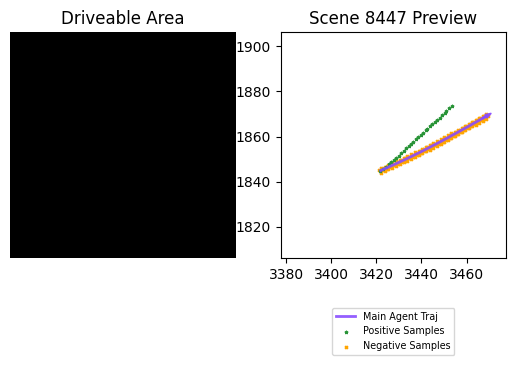 Driveable Area
Scene 8447 Preview
1900
1880
1860
1840
1820
3380 3400 3420 3440 3460
Main Agent Traj
Positive Samples
Negative Samples